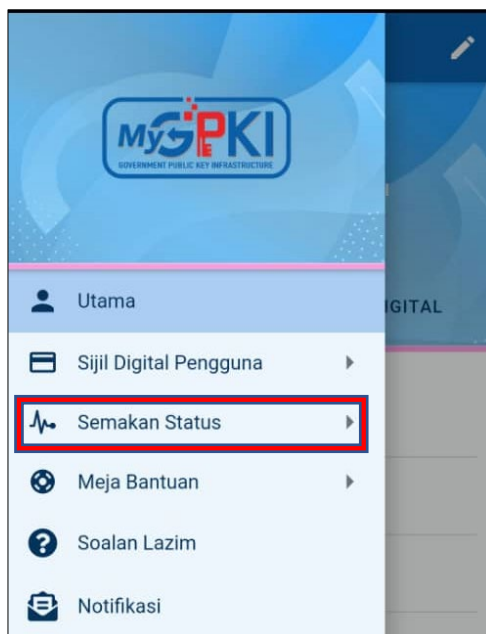 MyGPKI
GOVERNMENT PUBLIC KEY INFRASTRUCTURE
Utama
IGITAL
Sijil Digital Pengguna
Semakan Status
Meja Bantuan
Soalan Lazim
Notifikasi